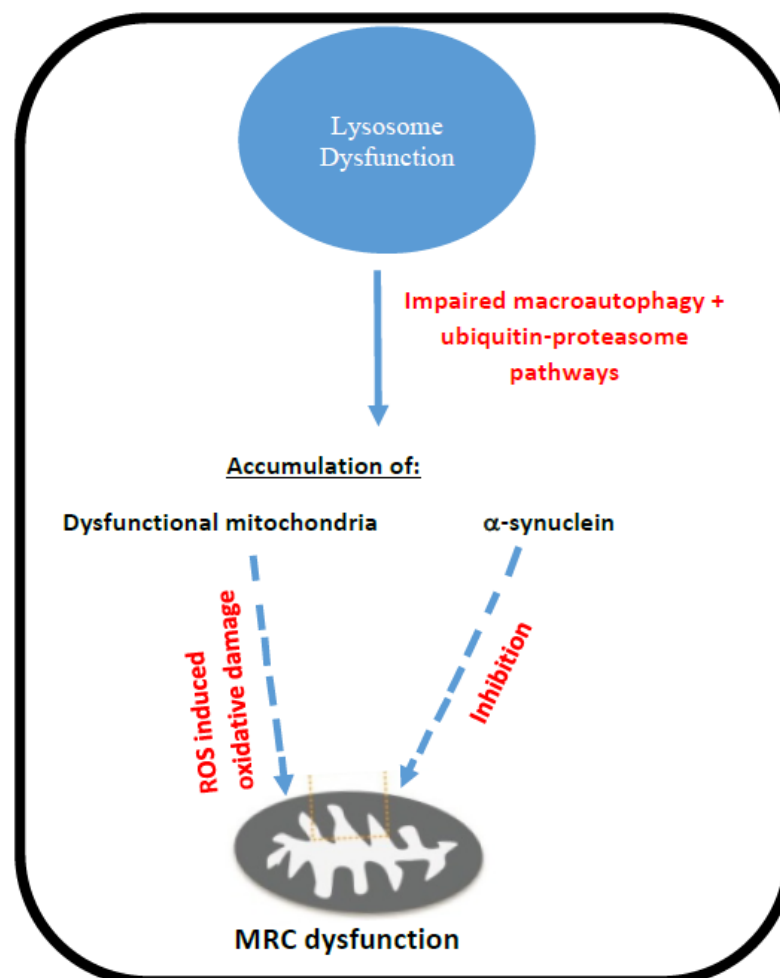 Lysosome
Dysfunction
Impaired macroautophagy +
ubiquitin-proteasome
pathways
Accumulation of:
Dysfunctional mitochondria
α-synuclein
ROS induced
oxidative damage
Inhibition
MRC dysfunction